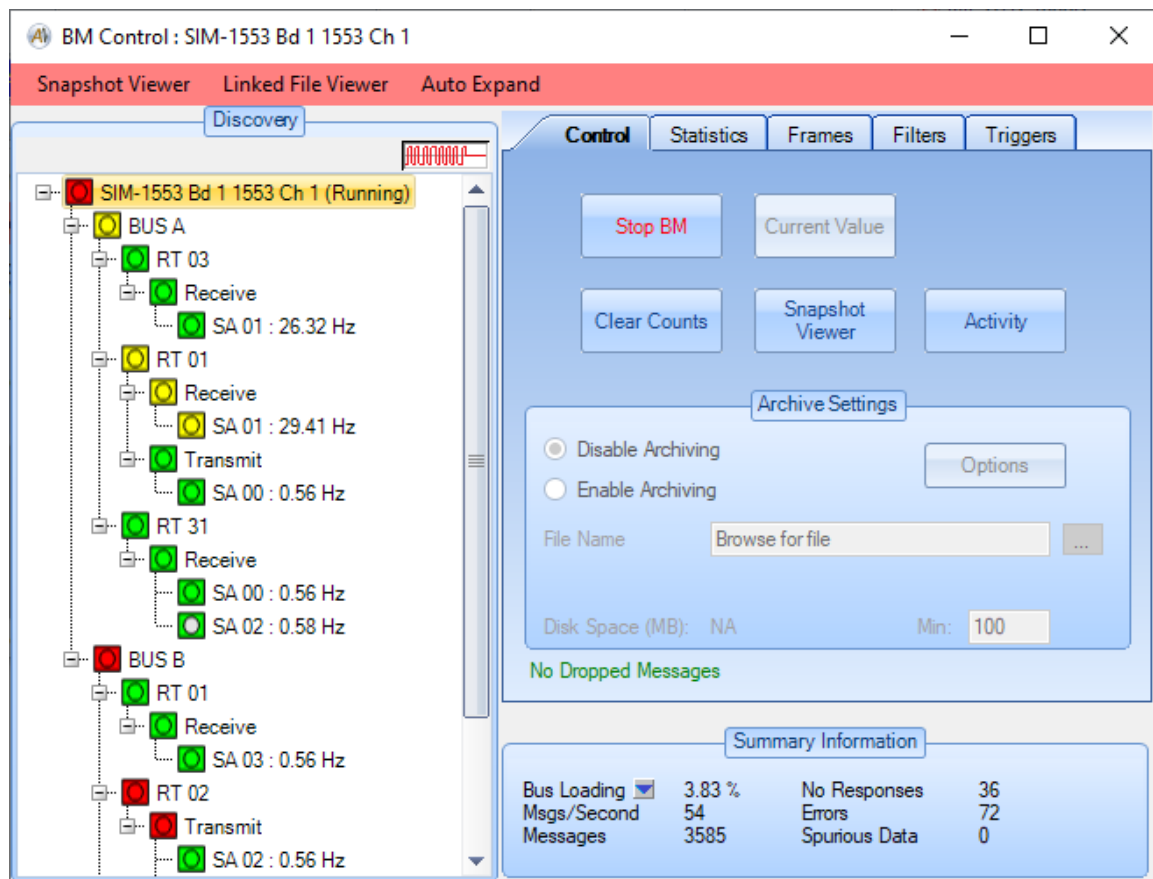 BM Control : SIM-1553 Bd 1 1553 Ch 1
Snapshot Viewer Linked File Viewer Auto Expand
Discovery
SIM-1553 Bd 1 1553 Ch 1 (Running)
BUS A
RT 03
Receive
SA 01 : 26.32 Hz
RT 01
Receive
SA 01 : 29.41 Hz
Transmit
SA 00 : 0.56 Hz
RT 31
Receive
SA 00 : 0.56 Hz
SA 02 : 0.58 Hz
BUS B
RT 01
Receive
SA 03 : 0.56 Hz
RT 02
Transmit
SA 02 : 0.56 Hz
Control Statistics Frames Filters Triggers
Stop BM Current Value
Clear Counts Snapshot Viewer Activity
Archive Settings
Disable Archiving
Options
Enable Archiving
File Name Browse for file ...
Disk Space (MB): NA Min: 100
No Dropped Messages
Summary Information
Bus Loading 3.83 % No Responses 36
Msgs/Second 54 Errors 72
Messages 3585 Spurious Data 0